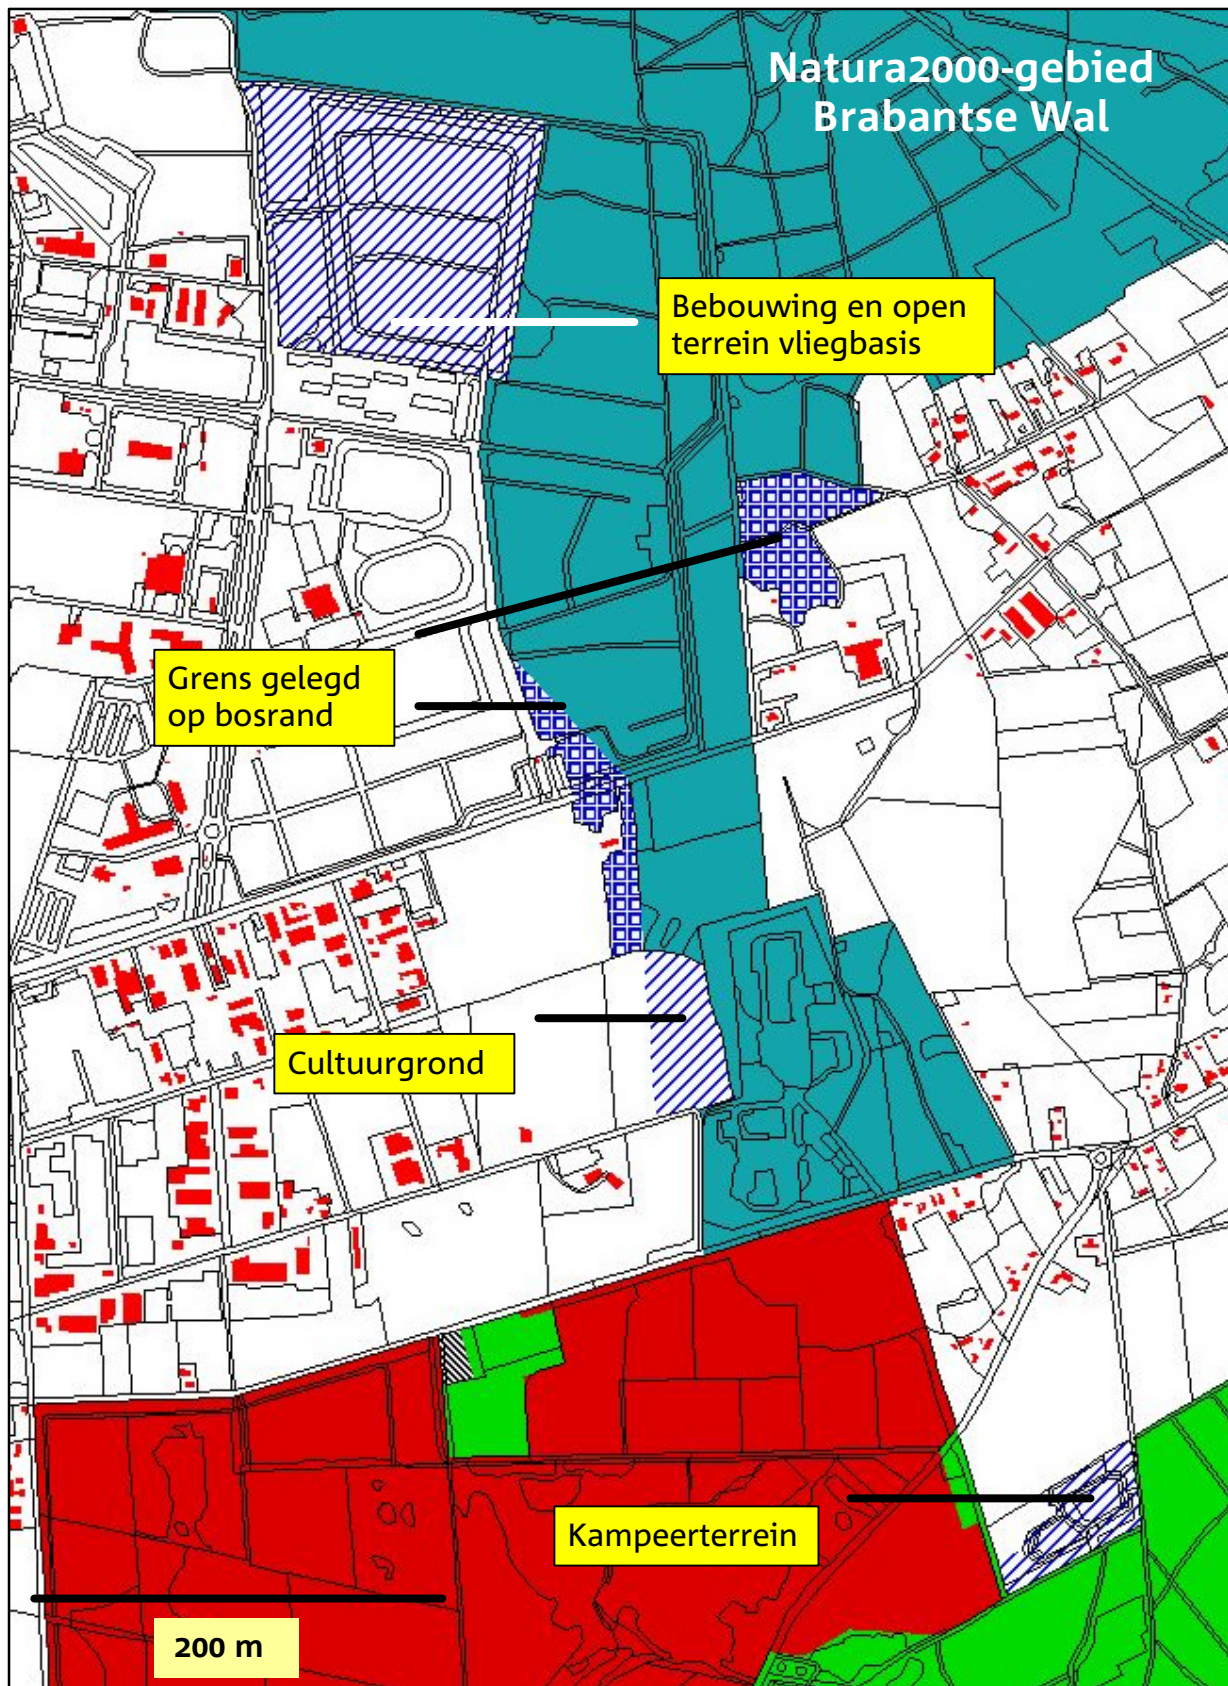 Natura2000-gebied
Brabantse Wal
Bebouwing en open
terrein vliegbasis
Grens gelegd
op bosrand
Cultuurgrond
Kampeerterrein
200 m